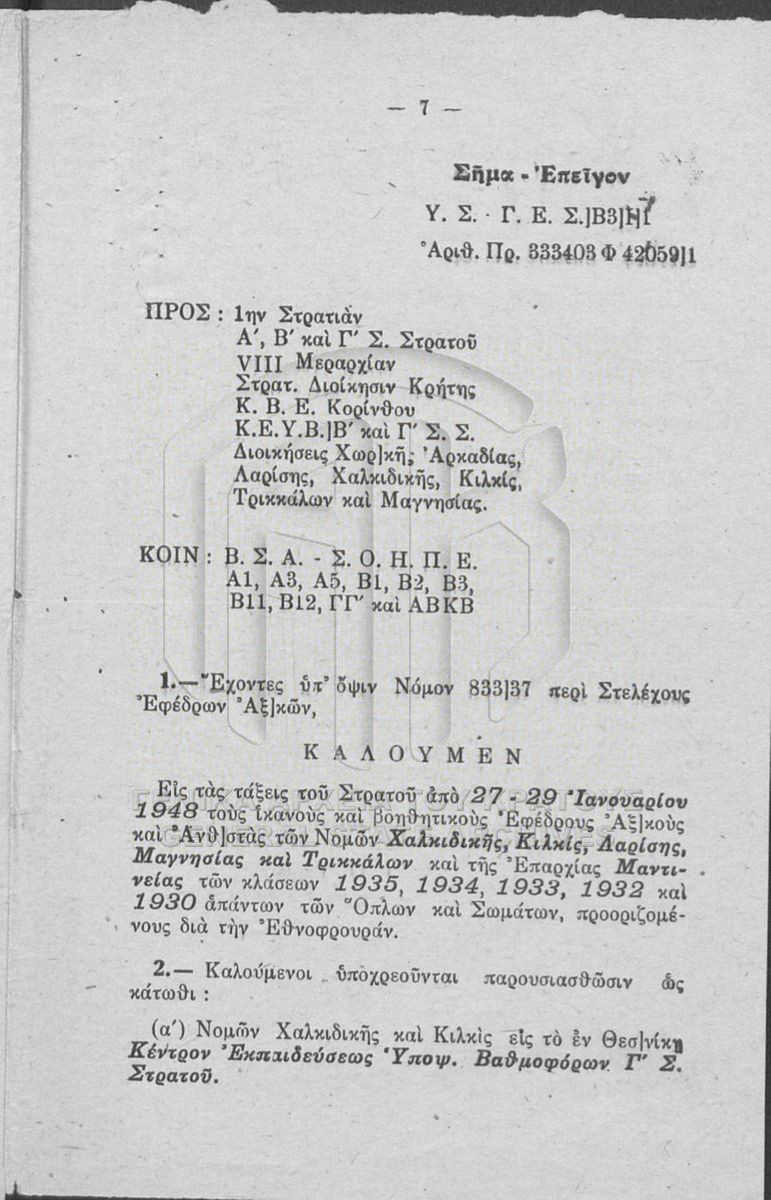 — 7 —
Σῆμα - Ἐπεῖγον
Υ. Σ. · Γ. Ε. Σ.]Β3]Η7
Ἀριθ. Πρ. 333403 Φ 42059]1
ΠΡΟΣ : 1ην Στρατιὰν
Α΄, Β΄ καὶ Γ΄ Σ. Στρατοῦ
VIII Μεραρχίαν
Στρατ. Διοίκησιν Κρήτης
Κ. Β. Ε. Κορίνθου
Κ.Ε.Υ.Β.]Β΄ καὶ Γ΄ Σ. Σ.
Διοικήσεις Χωρ]κῆς Ἀρκαδίας,
Λαρίσης, Χαλκιδικῆς, Κιλκίς,
Τρικκάλων καὶ Μαγνησίας.
ΚΟΙΝ : Β. Σ. Α. - Σ. Ο. Η. Π. Ε.
Α1, Α3, Α5, Β1, Β2, Β3,
Β11, Β12, ΓΓ΄ καὶ ΑΒΚΒ
1.— Ἔχοντες ὑπ᾽ ὄψιν Νόμον 833]37 περὶ Στελέχους
Ἐφέδρων Ἀξ]κῶν,
ΚΑΛΟΥΜΕΝ
Εἰς τὰς τάξεις τοῦ Στρατοῦ ἀπὸ 27 - 29 Ἰανουαρίου
1948 τοὺς ἱκανοὺς καὶ βοηθητικοὺς Ἐφέδρους Ἀξ]κοὺς
καὶ Ἀνθ]στὰς τῶν Νομῶν Χαλκιδικῆς, Κιλκίς, Λαρίσης,
Μαγνησίας καὶ Τρικκάλων καὶ τῆς Ἐπαρχίας Μαντι-
νείας τῶν κλάσεων 1935, 1934, 1933, 1932 καὶ
1930 ἁπάντων τῶν Ὅπλων καὶ Σωμάτων, προοριζομέ-
νους διὰ τὴν Ἐθνοφρουράν.
2.— Καλούμενοι ὑποχρεοῦνται παρουσιασθῶσιν ὡς
κάτωθι :
(α΄) Νομῶν Χαλκιδικῆς καὶ Κιλκὶς εἰς τὸ ἐν Θεσ]νίκῃ
Κέντρον Ἐκπαιδεύσεως Ὑποψ. Βαθμοφόρων Γ΄ Σ.
Στρατοῦ.